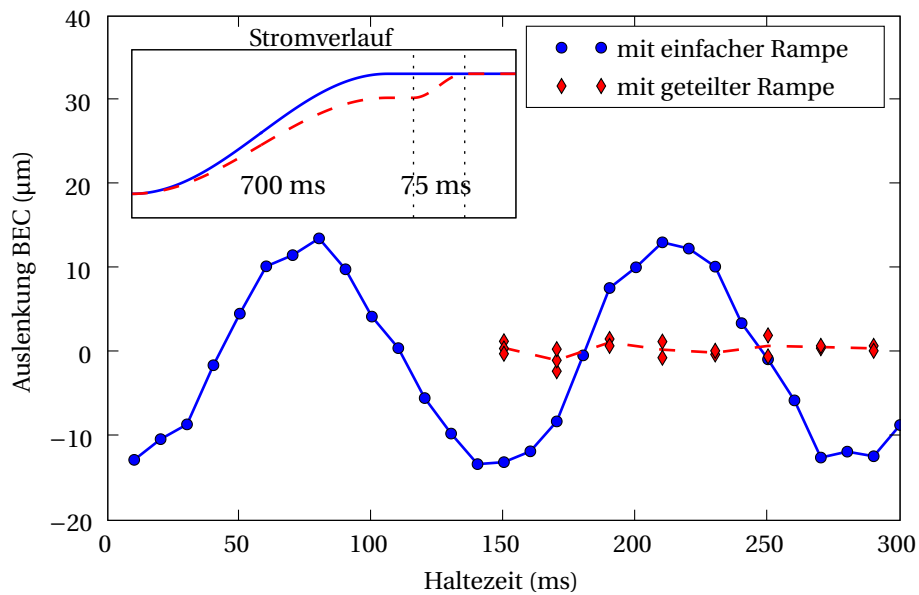 40
30
20
10
0
−10
−20
Auslenkung BEC (μm)
Stromverlauf
700 ms
75 ms
mit einfacher Rampe
mit geteilter Rampe
0
50
100
150
200
250
300
Haltezeit (ms)